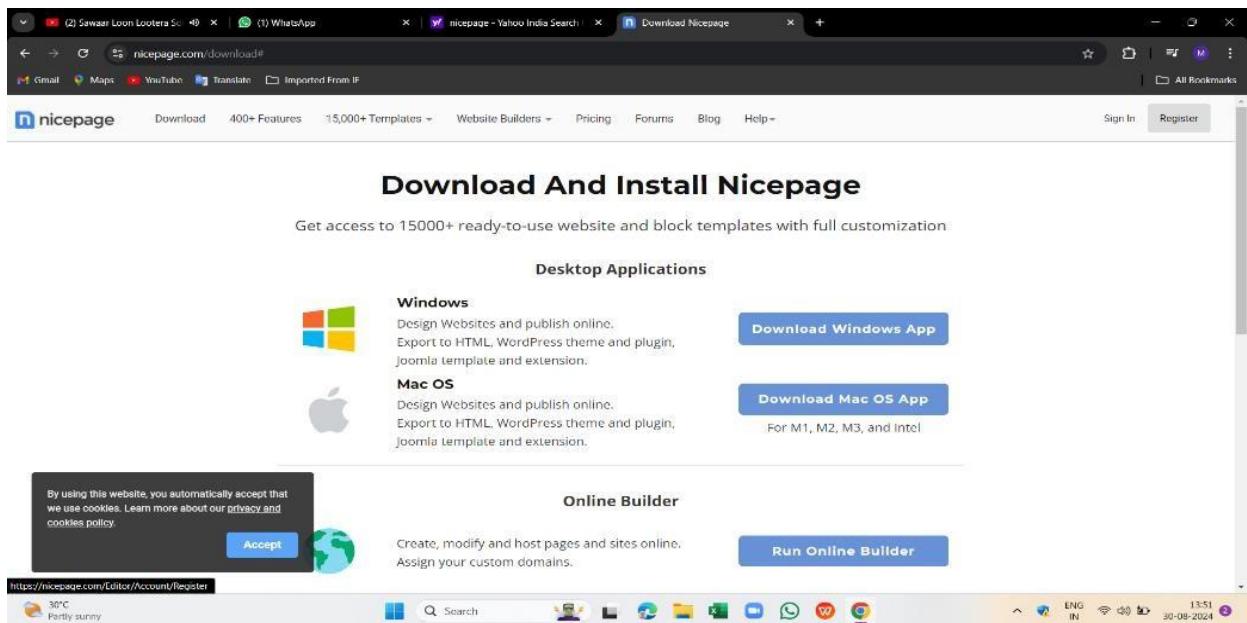 (2) Sawaar Loon Lootera So
(1) WhatsApp
nicepage - Yahoo India Search
Download Nicepage
nicepage.com/download#
Gmail Maps YouTube Translate Imported From IE
All Bookmarks
nicepage Download 400+ Features 15,000+ Templates Website Builders Pricing Forums Blog Help Sign In Register
Download And Install Nicepage
Get access to 15000+ ready-to-use website and block templates with full customization
Desktop Applications
Windows
Design Websites and publish online.
Export to HTML, WordPress theme and plugin,
Joomla template and extension.
Download Windows App
Mac OS
Design Websites and publish online.
Export to HTML, WordPress theme and plugin,
Joomla template and extension.
Download Mac OS App
For M1, M2, M3, and Intel
By using this website, you automatically accept that
we use cookies. Learn more about our privacy and
cookies policy.
Accept
Online Builder
Create, modify and host pages and sites online.
Assign your custom domains.
Run Online Builder
https://nicepage.com/Editor/Account/Register
30°C
Partly sunny
Search
ENG
IN
13:51
30-08-2024